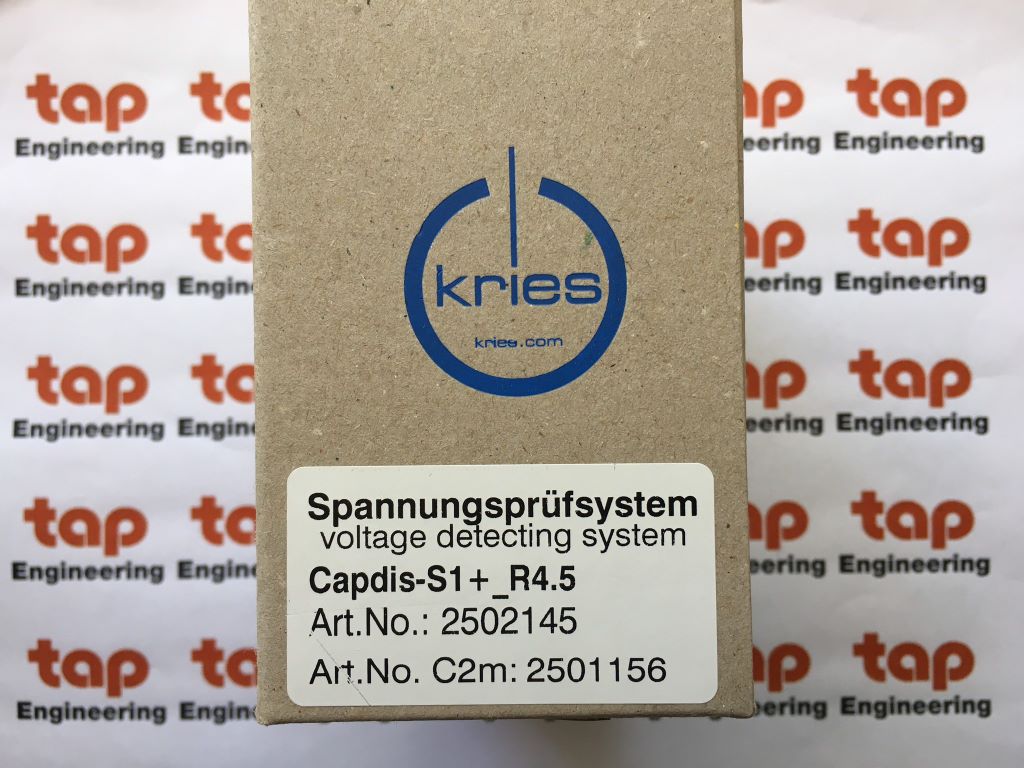 tap
Engineering
tap
Engineering
tap
Engineering
tap
Engineering
tap
Engineering
kries
kries.com
Spannungsprüfsystem
voltage detecting system
Capdis-S1+_R4.5
Art.No.: 2502145
Art.No. C2m: 2501156
tap
Engineering
tap
Engineering
tap
Engineering
tap
Engineering
tap
Engineering